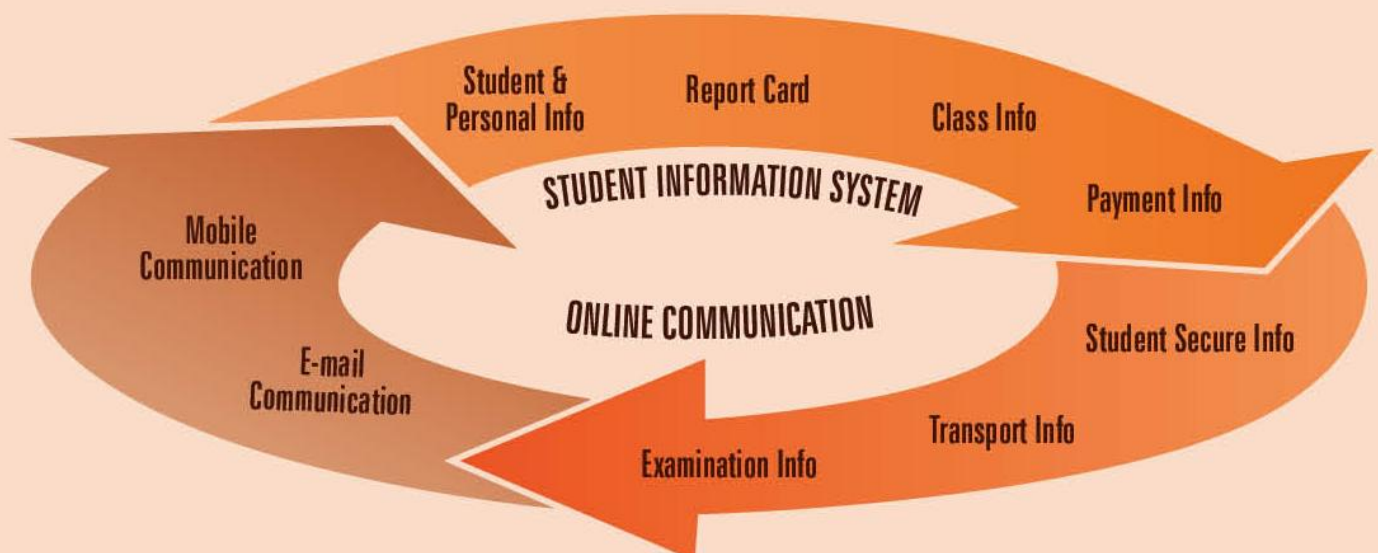 Student &
Personal Info
Report Card
Class Info
Payment Info
STUDENT INFORMATION SYSTEM
Mobile
Communication
ONLINE COMMUNICATION
Student Secure Info
E-mail
Communication
Transport Info
Examination Info